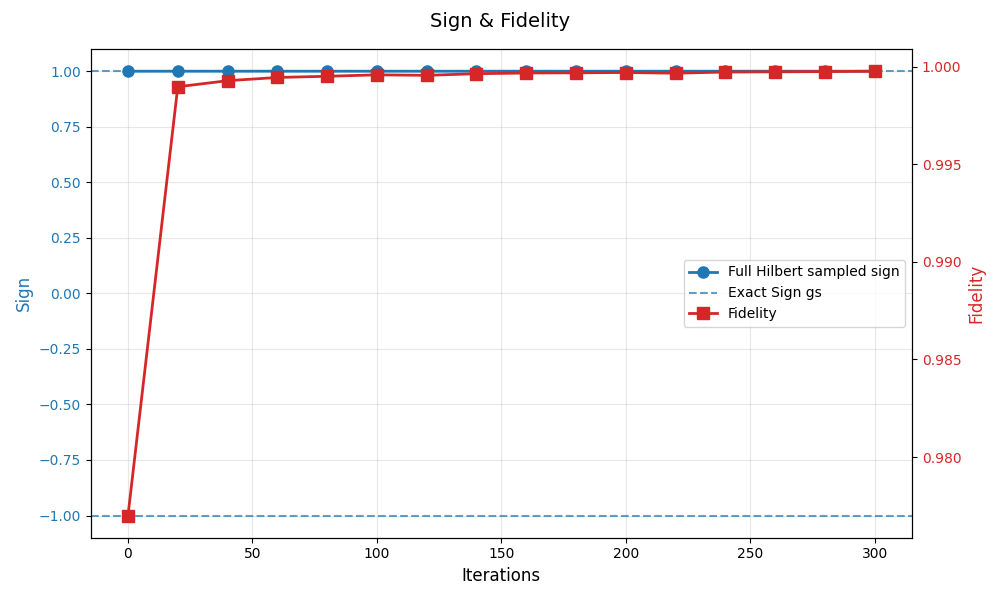 Sign & Fidelity
1.00
0.75
0.50
0.25
0.00
−0.25
−0.50
−0.75
−1.00
Sign
1.000
0.995
0.990
0.985
0.980
Fidelity
Full Hilbert sampled sign
Exact Sign gs
Fidelity
0 50 100 150 200 250 300
Iterations